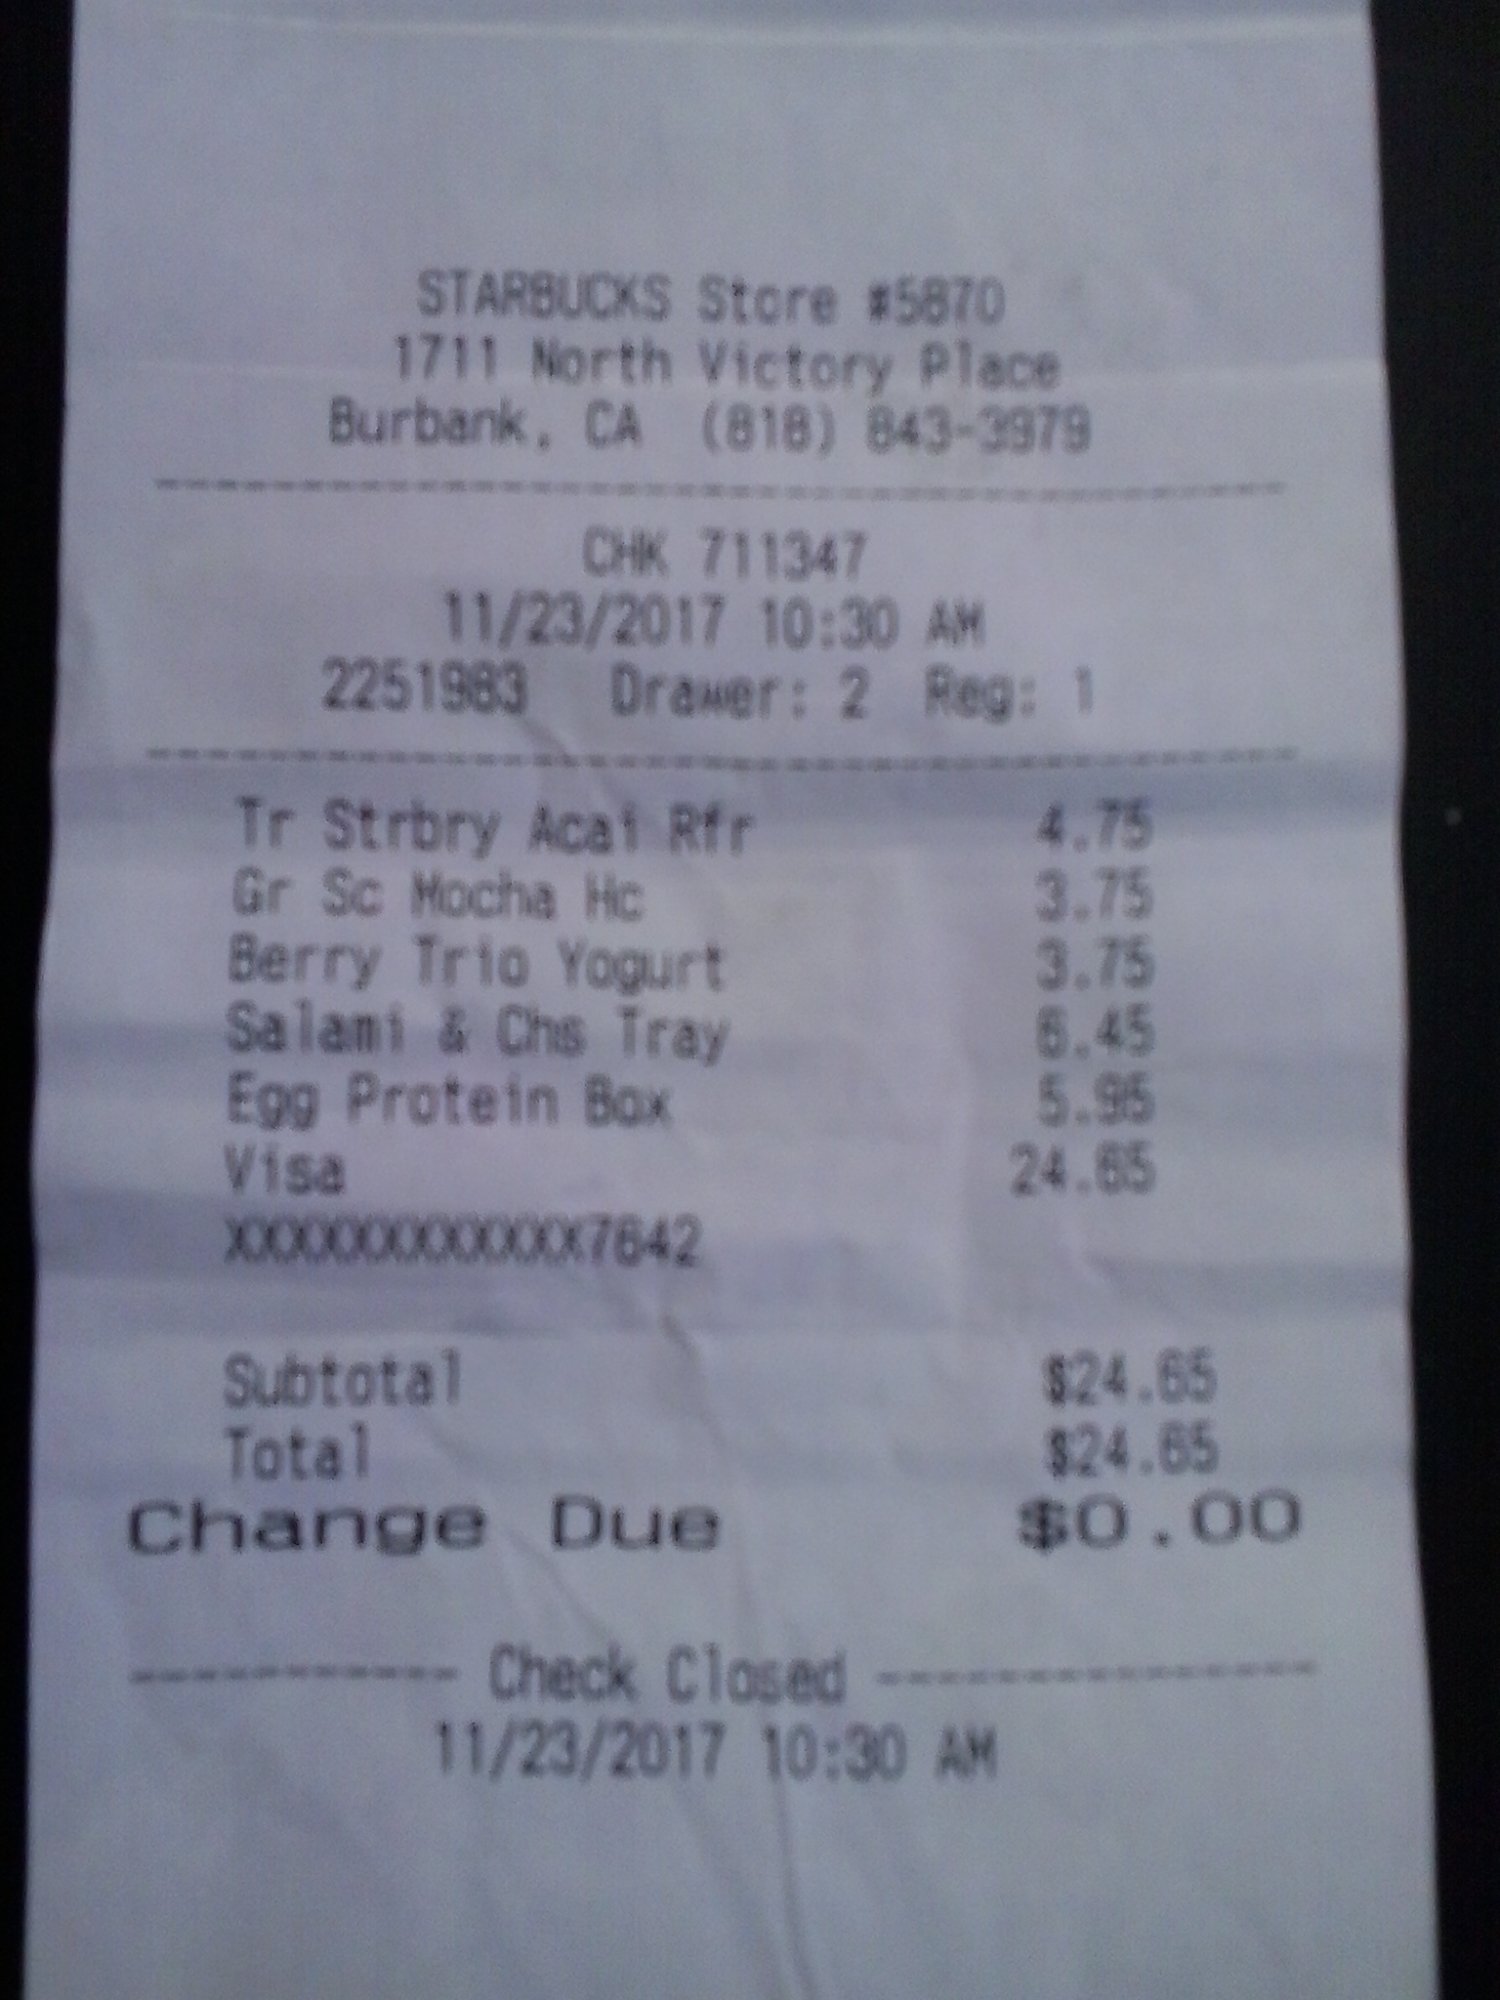 STARBUCKS Store #5870
1711 North Victory Place
Burbank, CA (818) 843-3979
CHK 711347
11/23/2017 10:30 AM
2251983 Drawer: 2 Reg: 1
Tr Strbry Acai Rfr 4.75
Gr Sc Mocha Hc 3.75
Berry Trio Yogurt 3.75
Salami & Chs Tray 6.45
Egg Protein Box 5.95
Visa 24.65
XXXXXXXXXXXX7642
Subtotal $24.65
Total $24.65
Change Due $0.00
Check Closed
11/23/2017 10:30 AM